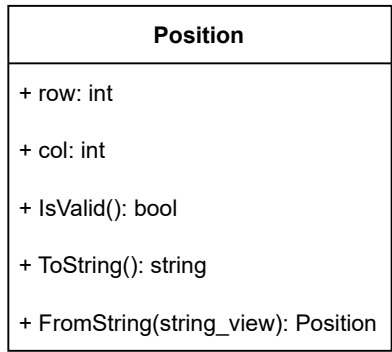 Position
+ row: int
+ col: int
+ IsValid(): bool
+ ToString(): string
+ FromString(string_view): Position